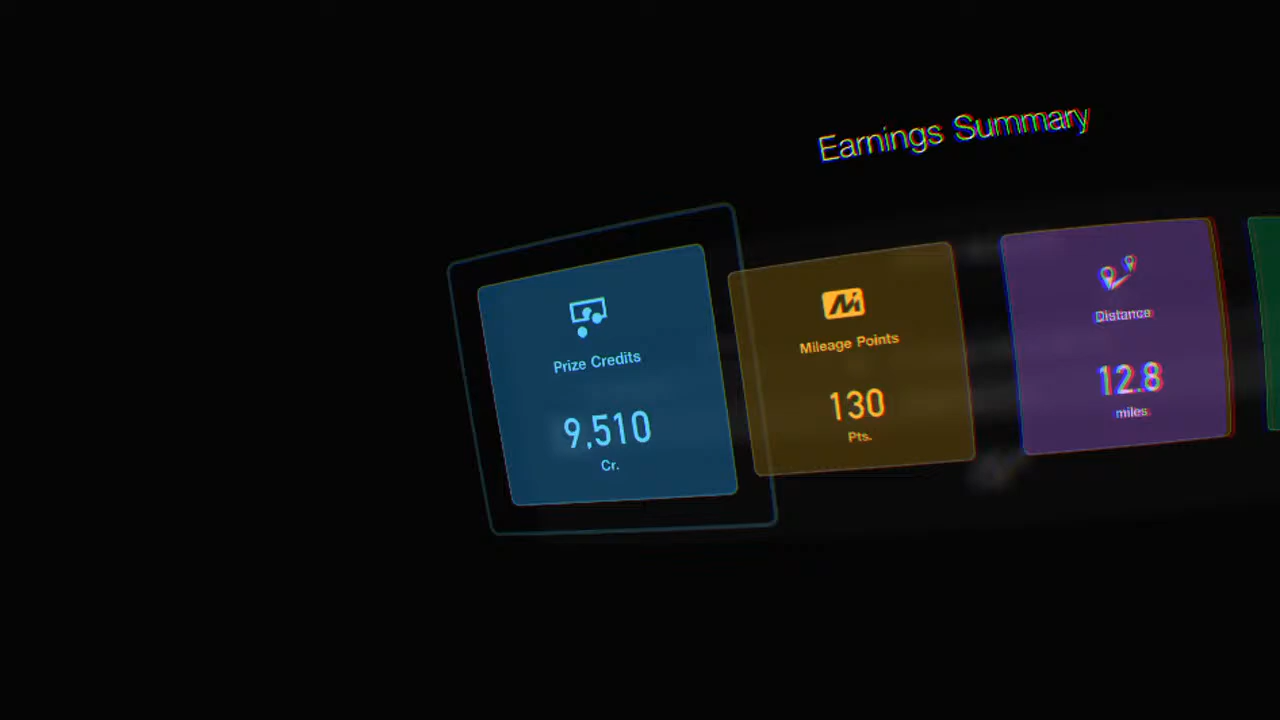 Earnings Summary
Prize Credits
9,510
Cr.
Mileage Points
130
Pts.
Distance
12.8
miles